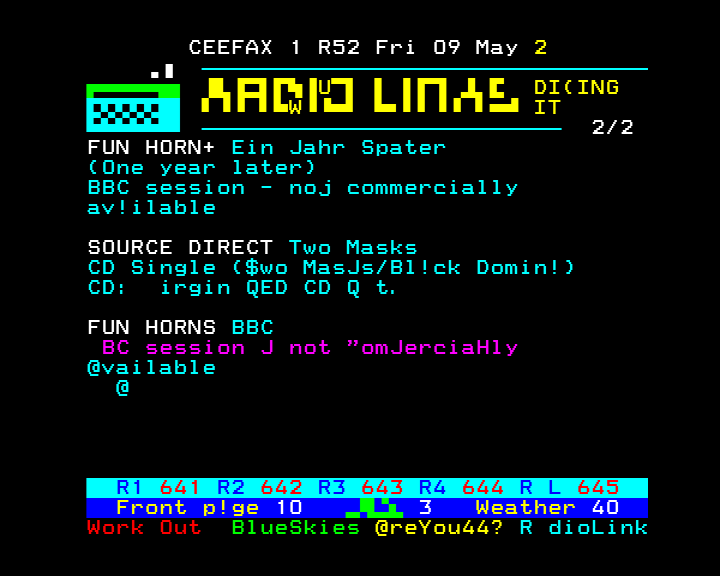 CEEFAX 1 R52 Fri 09 May 2
DI(ING
IT
2/2
FUN HORN+ Ein Jahr Spater
(One year later)
BBC session - noj commercially
av!ilable
SOURCE DIRECT Two Masks
CD Single ($wo MasJs/Bl!ck Domin!)
CD: irgin QED CD Q t.
FUN HORNS BBC
BC session J not "omJerciaHly
@vailable
@
R1 641 R2 642 R3 643 R4 644 R L 645
Front p!ge 10 3 Weather 40
Work Out BlueSkies @reYou44? R dioLink